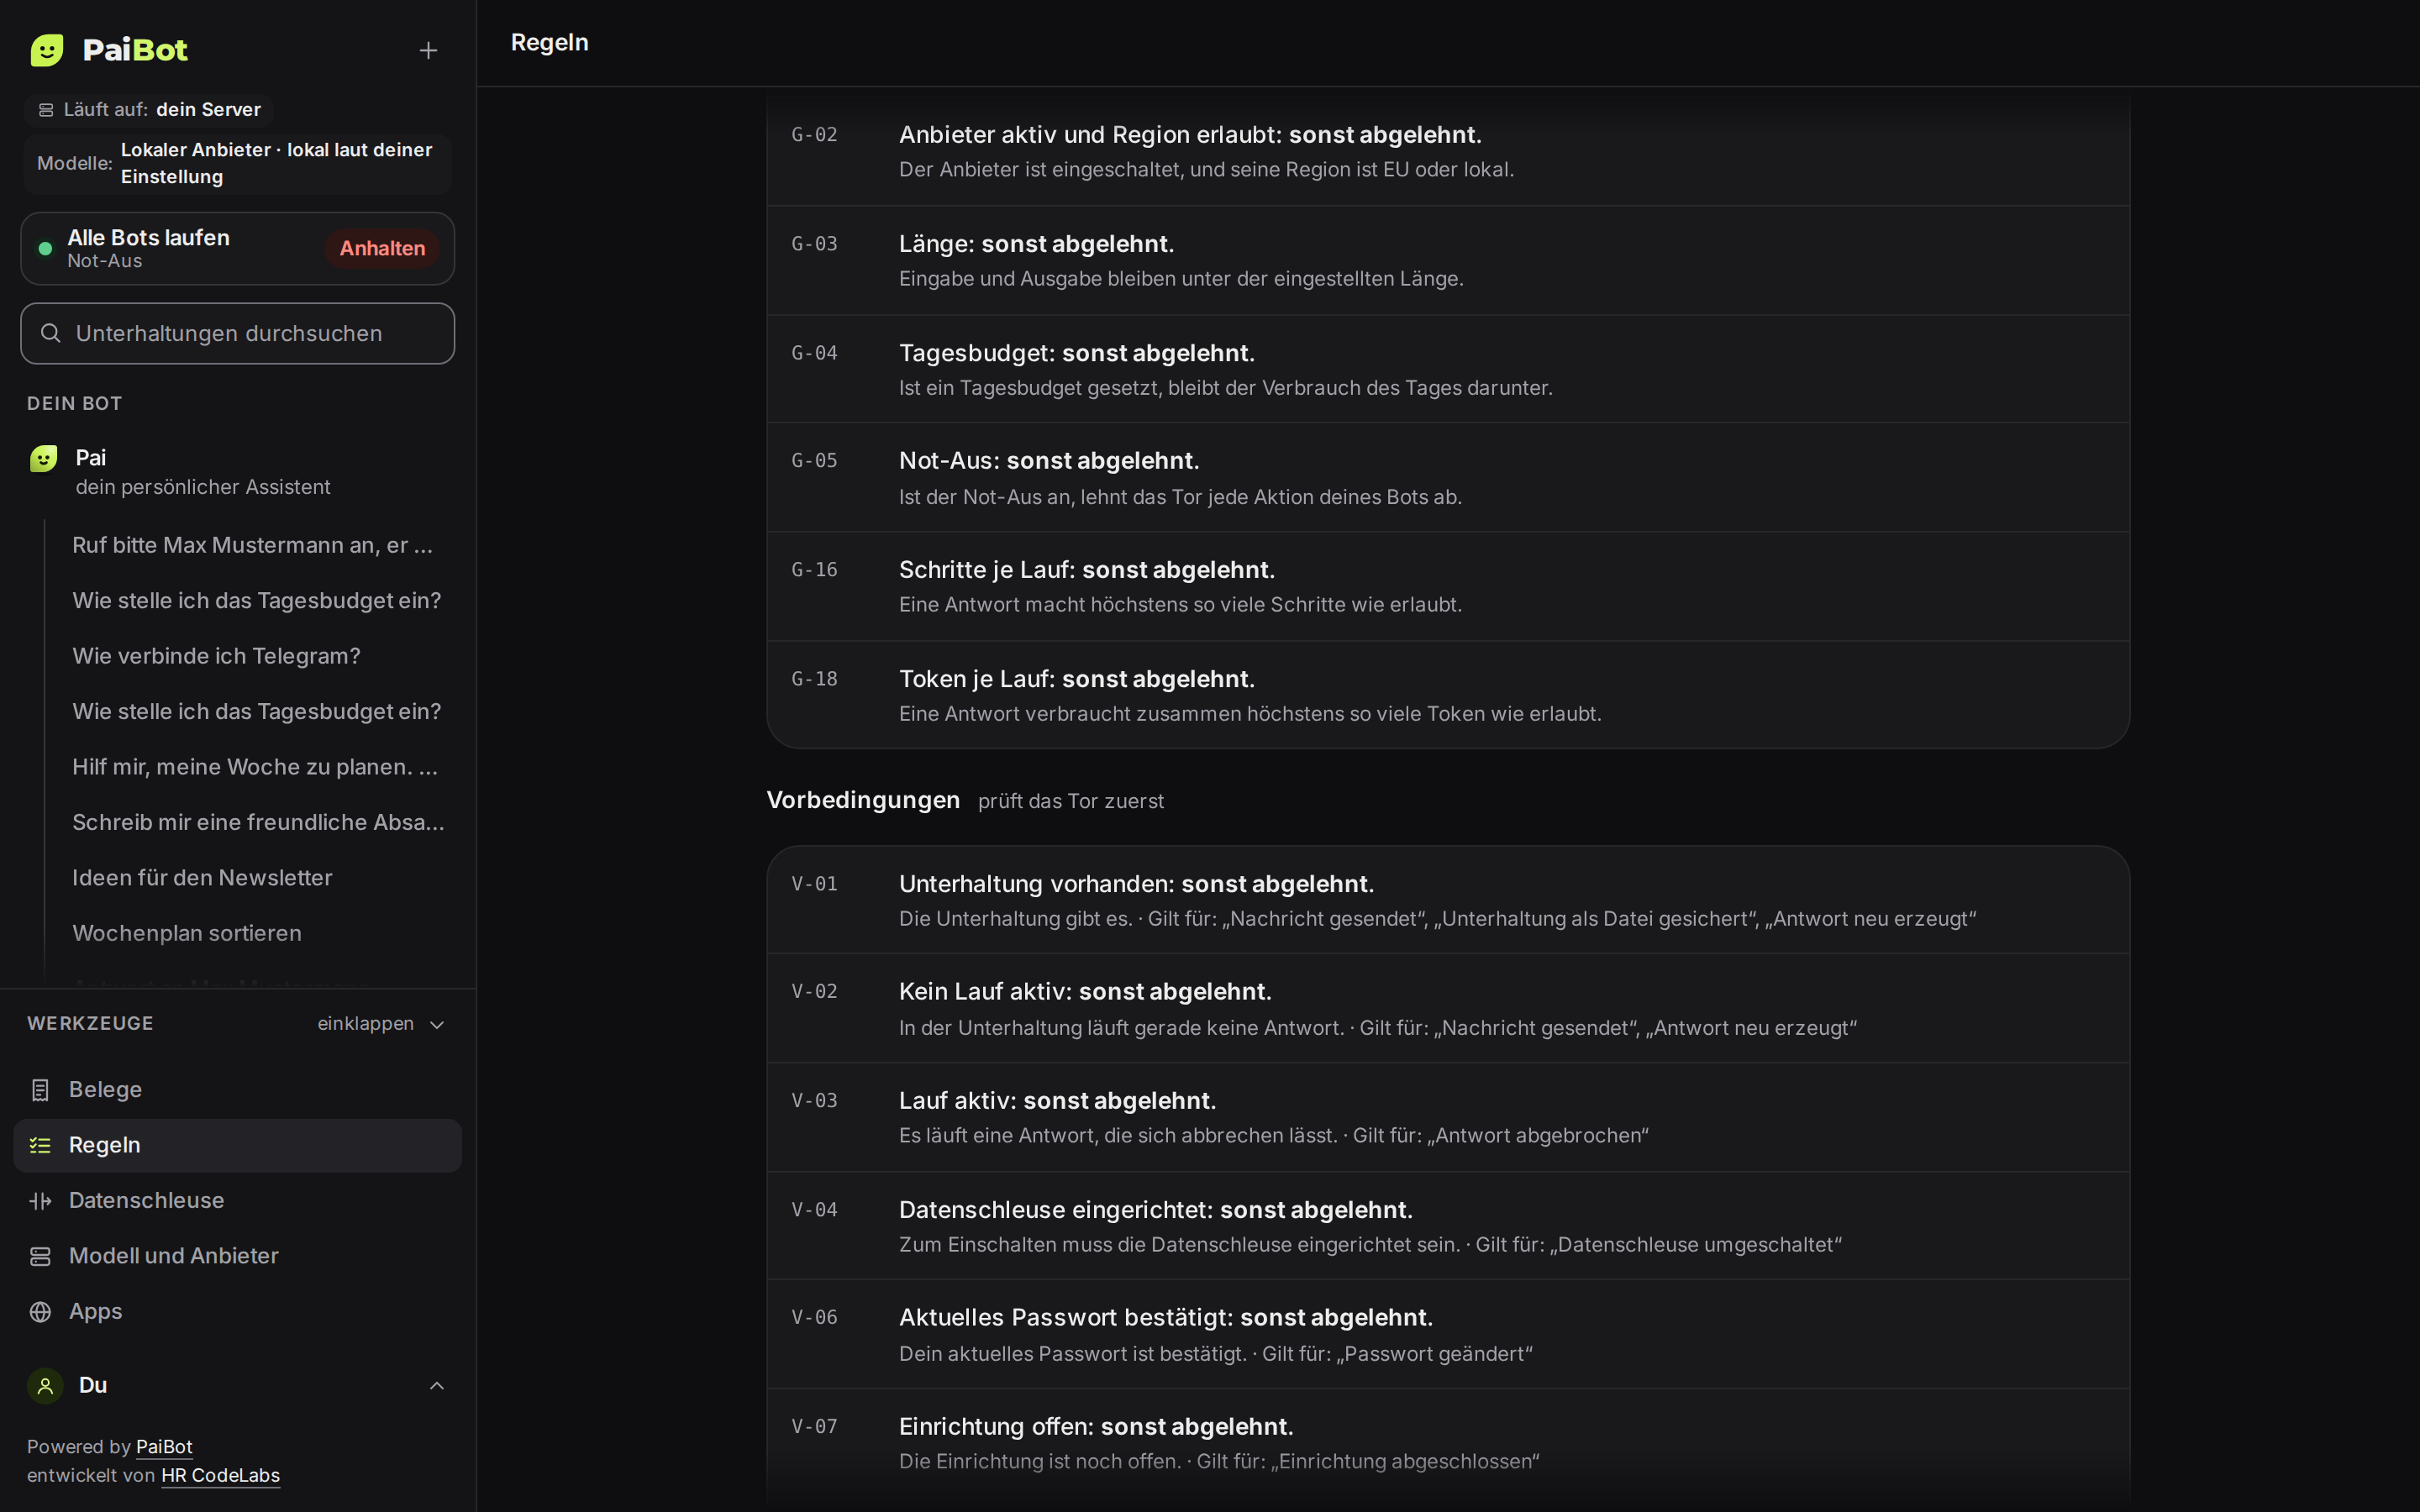 PaiBot
Läuft auf: dein Server
Modelle: Lokaler Anbieter · lokal laut deiner
Einstellung
Alle Bots laufen
Not-Aus
Anhalten
Unterhaltungen durchsuchen
DEIN BOT
Pai
dein persönlicher Assistent
Ruf bitte Max Mustermann an, er ...
Wie stelle ich das Tagesbudget ein?
Wie verbinde ich Telegram?
Wie stelle ich das Tagesbudget ein?
Hilf mir, meine Woche zu planen. ...
Schreib mir eine freundliche Absa...
Ideen für den Newsletter
Wochenplan sortieren
WERKZEUGE einklappen
Belege
Regeln
Datenschleuse
Modell und Anbieter
Apps
Du
Powered by PaiBot
entwickelt von HR CodeLabs
Regeln
G-02 Anbieter aktiv und Region erlaubt: sonst abgelehnt.
Der Anbieter ist eingeschaltet, und seine Region ist EU oder lokal.
G-03 Länge: sonst abgelehnt.
Eingabe und Ausgabe bleiben unter der eingestellten Länge.
G-04 Tagesbudget: sonst abgelehnt.
Ist ein Tagesbudget gesetzt, bleibt der Verbrauch des Tages darunter.
G-05 Not-Aus: sonst abgelehnt.
Ist der Not-Aus an, lehnt das Tor jede Aktion deines Bots ab.
G-16 Schritte je Lauf: sonst abgelehnt.
Eine Antwort macht höchstens so viele Schritte wie erlaubt.
G-18 Token je Lauf: sonst abgelehnt.
Eine Antwort verbraucht zusammen höchstens so viele Token wie erlaubt.
Vorbedingungen prüft das Tor zuerst
V-01 Unterhaltung vorhanden: sonst abgelehnt.
Die Unterhaltung gibt es. · Gilt für: „Nachricht gesendet“, „Unterhaltung als Datei gesichert“, „Antwort neu erzeugt“
V-02 Kein Lauf aktiv: sonst abgelehnt.
In der Unterhaltung läuft gerade keine Antwort. · Gilt für: „Nachricht gesendet“, „Antwort neu erzeugt“
V-03 Lauf aktiv: sonst abgelehnt.
Es läuft eine Antwort, die sich abbrechen lässt. · Gilt für: „Antwort abgebrochen“
V-04 Datenschleuse eingerichtet: sonst abgelehnt.
Zum Einschalten muss die Datenschleuse eingerichtet sein. · Gilt für: „Datenschleuse umgeschaltet“
V-06 Aktuelles Passwort bestätigt: sonst abgelehnt.
Dein aktuelles Passwort ist bestätigt. · Gilt für: „Passwort geändert“
V-07 Einrichtung offen: sonst abgelehnt.
Die Einrichtung ist noch offen. · Gilt für: „Einrichtung abgeschlossen“